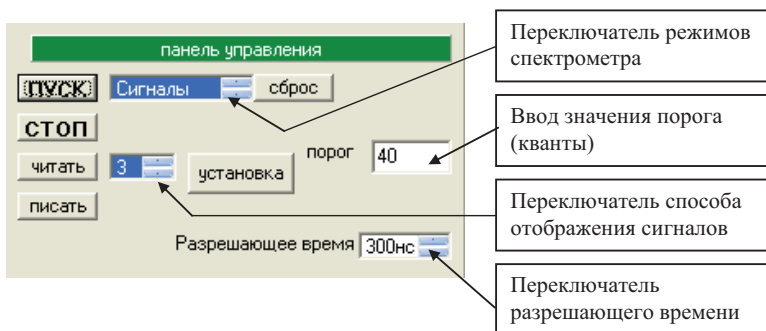 панель управления
ПУСК
Сигналы
сброс
СТОП
читать
3
установка
порог
40
писать
Разрешающее время
300нс
Переключатель режимов
спектрометра
Ввод значения порога
(кванты)
Переключатель способа
отображения сигналов
Переключатель
разрешающего времени